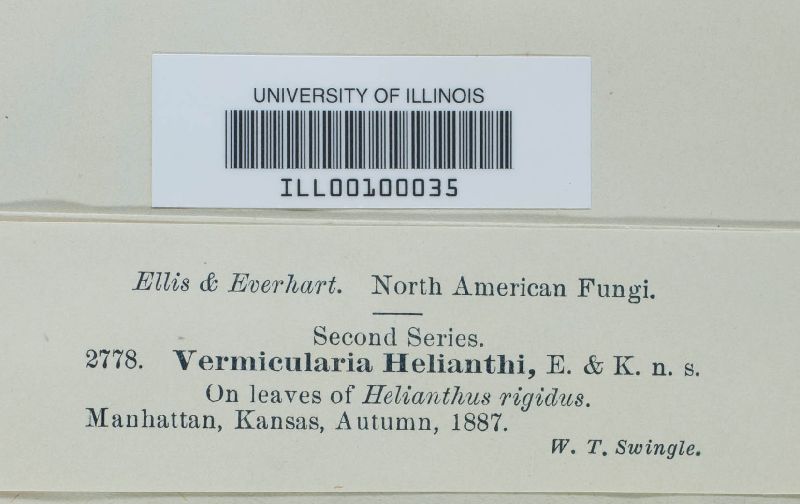 UNIVERSITY OF ILLINOIS
ILL00100035
Ellis & Everhart. North American Fungi.
Second Series.
2778. Vermicularia Helianthi, E. & K. n. s.
On leaves of Helianthus rigidus.
Manhattan, Kansas, Autumn, 1887.
W. T. Swingle.